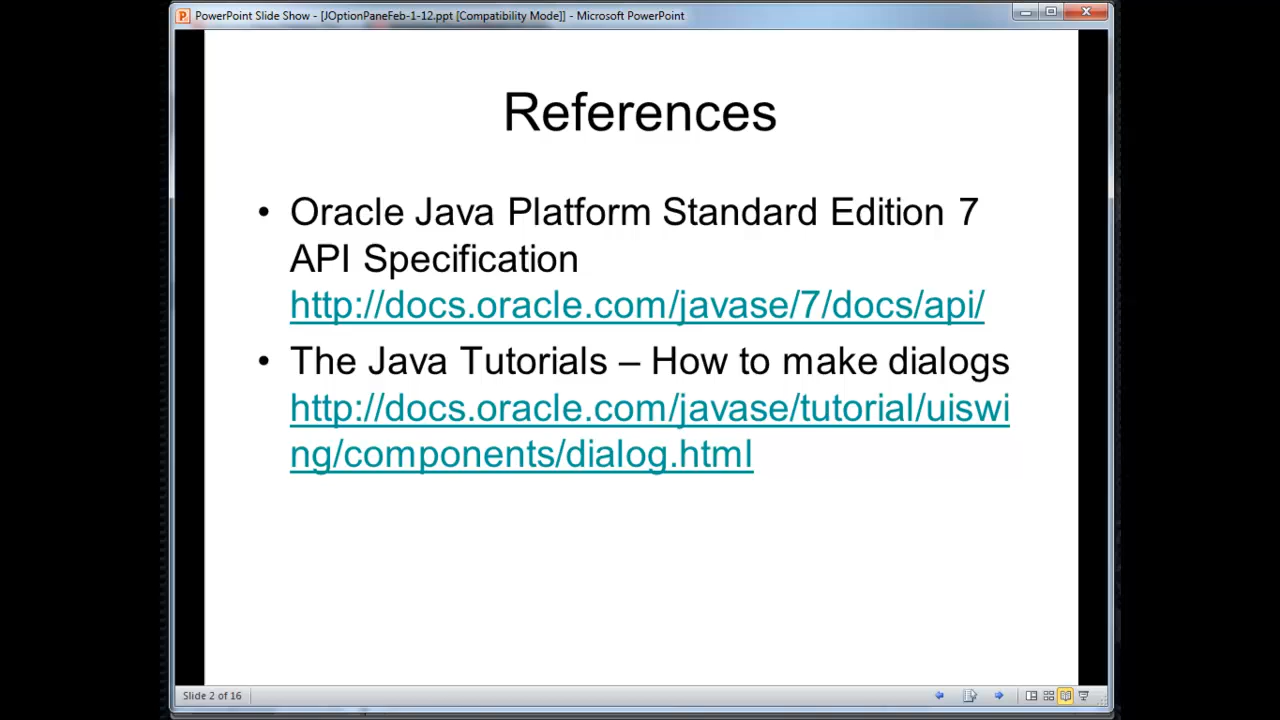 PowerPoint Slide Show - [JOptionPaneFeb-1-12.ppt [Compatibility Mode]] - Microsoft PowerPoint
References
• Oracle Java Platform Standard Edition 7
API Specification
http://docs.oracle.com/javase/7/docs/api/
• The Java Tutorials – How to make dialogs
http://docs.oracle.com/javase/tutorial/uiswi
ng/components/dialog.html
Slide 2 of 16